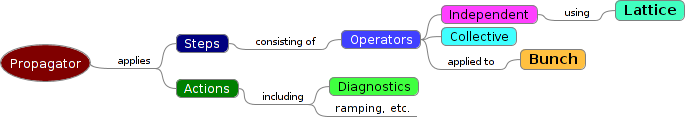 Propagator
applies
Steps
consisting of
Operators
Independent
using
Lattice
Collective
applied to
Bunch
Actions
including
Diagnostics
ramping, etc.